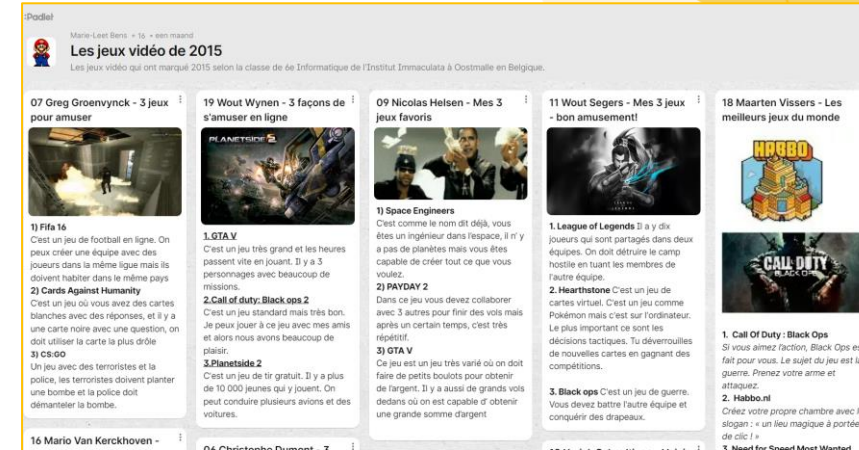 :Padlet
Marie-Leet Bens • 16 • een maand
Les jeux vidéo de 2015
Les jeux vidéo qui ont marqué 2015 selon la classe de 6e Informatique de l'Institut Immaculata à Oostmalle en Belgique.
07 Greg Groenvynck - 3 jeux
pour amuser
1) Fifa 16
C'est un jeu de football en ligne. On
peux créer une équipe avec des
joueurs dans la même ligue mais ils
doivent habiter dans le même pays
2) Cards Against Humanity
C'est un jeu où vous avez des cartes
blanches avec des réponses, et il y a
une carte noire avec une question, on
doit utiliser la carte la plus drôle
3) CS:GO
Un jeu avec des terroristes et la
police, les terroristes doivent planter
une bombe et la police doit
démanteler la bombe.
16 Mario Van Kerckhoven -
19 Wout Wynen - 3 façons de
s'amuser en ligne
PLANETSIDE 2
1. GTA V
C'est un jeu très grand et les heures
passent vite en jouant. Il y a 3
personnages avec beaucoup de
missions.
2.Call of duty: Black ops 2
C'est un jeu standard mais très bon.
Je peux jouer à ce jeu avec mes amis
et alors nous avons beaucoup de
plaisir.
3.Planetside 2
C'est un jeu de tir gratuit. Il y a plus
de 10 000 jeunes qui y jouent. On
peut conduire plusieurs avions et des
voitures.
06 Christophe Dumont - 3
09 Nicolas Helsen - Mes 3
jeux favoris
1) Space Engineers
C'est comme le nom dit déjà, vous
êtes un ingénieur dans l'espace, il n' y
a pas de planètes mais vous êtes
capable de créer tout ce que vous
voulez.
2) PAYDAY 2
Dans ce jeu vous devez collaborer
avec 3 autres pour finir des vols mais
après un certain temps, c'est très
répétitif.
3) GTA V
Ce jeu est un jeu très varié où on doit
faire de petits boulots pour obtenir
de l'argent. Il y a aussi de grands vols
dedans où on est capable d' obtenir
une grande somme d'argent
11 Wout Segers - Mes 3 jeux
- bon amusement!
1. League of Legends Il a y dix
joueurs qui sont partagés dans deux
équipes. On doit détruire le camp
hostile en tuant les membres de
l'autre équipe.
2. Hearthstone C'est un jeu de
cartes virtuel. C'est un jeu comme
Pokémon mais c'est sur l'ordinateur.
Le plus important ce sont les
décisions tactiques. Tu déverrouilles
de nouvelles cartes en gagnant des
compétitions.
3. Black ops C'est un jeu de guerre.
Vous devez battre l'autre équipe et
conquérir des drapeaux.
18 Maarten Vissers - Les
meilleurs jeux du monde
HABBO
CALL DUTY
BLACK OPS
1. Call Of Duty : Black Ops
Si vous aimez l'action, Black Ops es
fait pour vous. Le sujet du jeu est la
guerre. Prenez votre arme et
attaquez.
2. Habbo.nl
Créez votre propre chambre avec l
slogan : « un lieu magique à portée
de clic ! »
3. Need for Speed Most Wanted